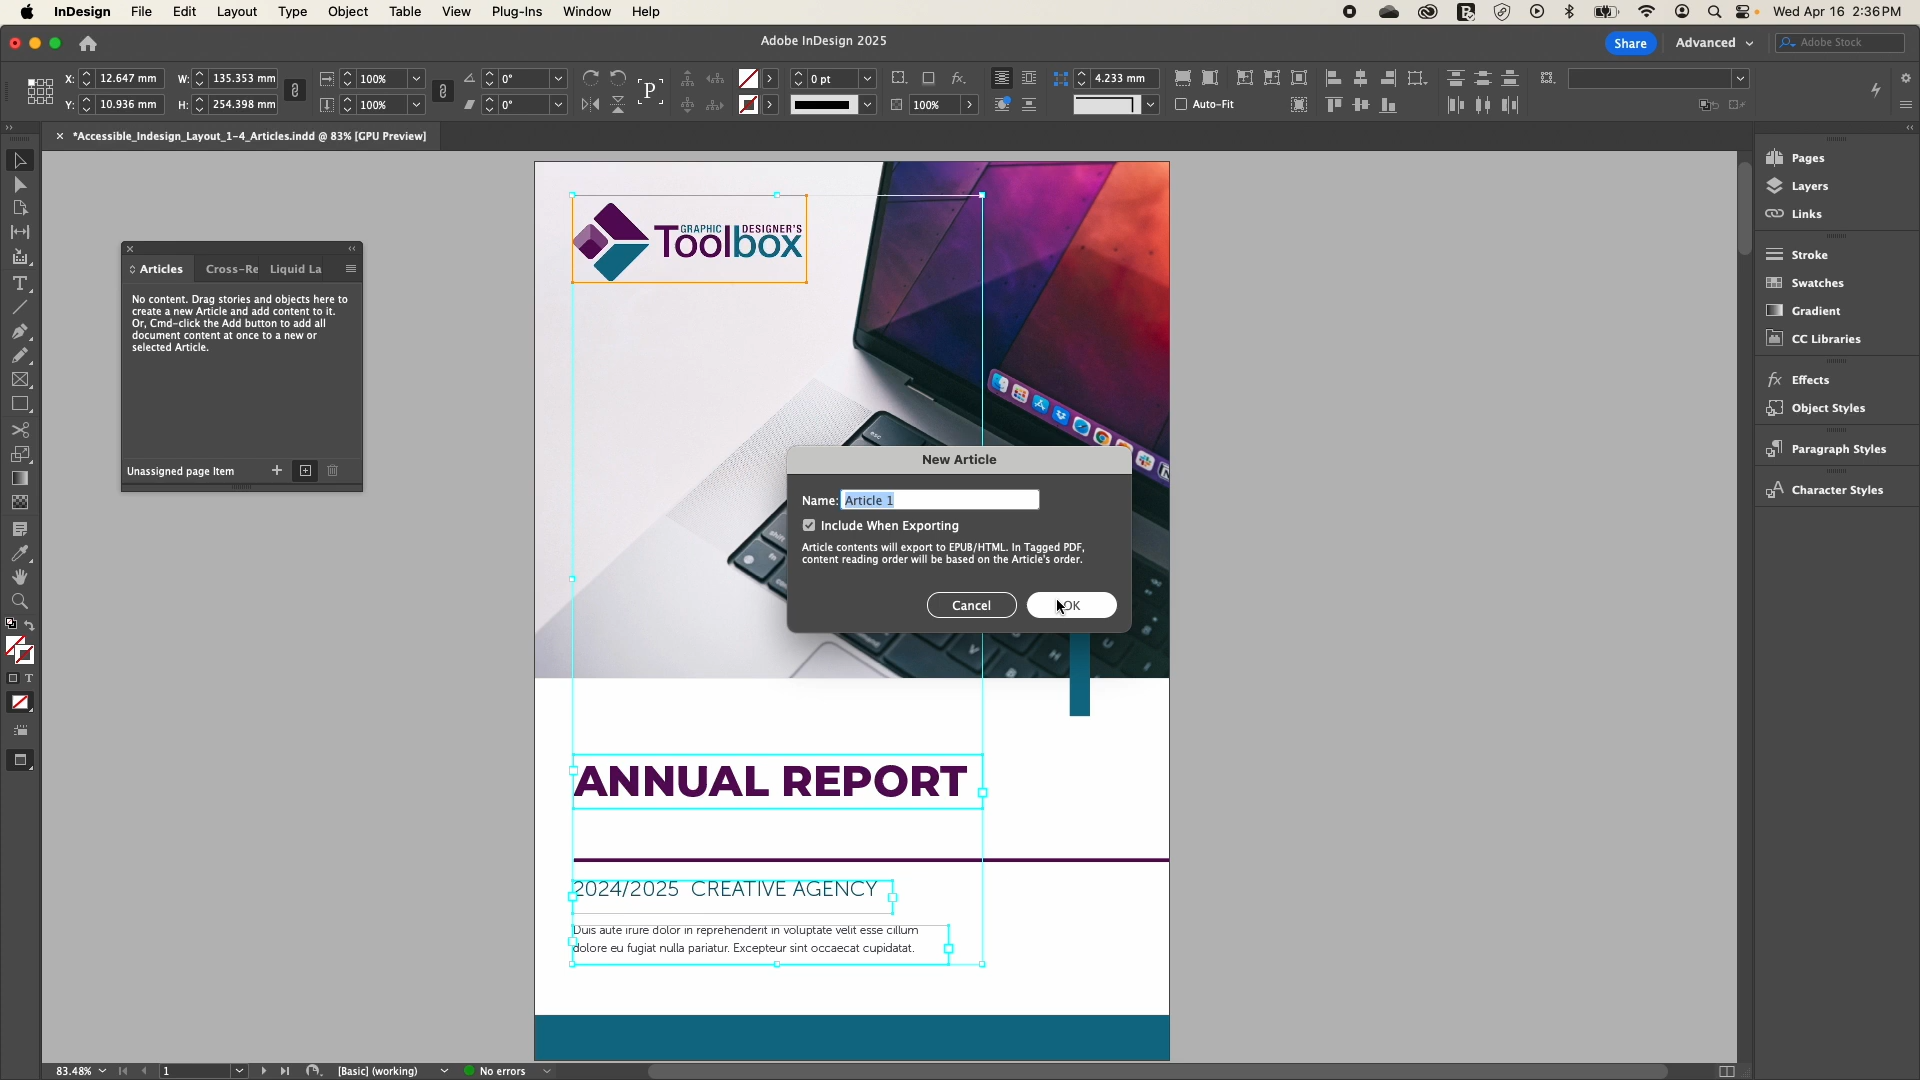 InDesign File Edit Layout Type Object Table View Plug-Ins Window Help Wed Apr 16 2:36 PM
Adobe InDesign 2025
Share Advanced Adobe Stock
X: 12.647 mm W: 135.353 mm 100% 0° 0 pt 4.233 mm
Y: 10.936 mm H: 254.398 mm 100% 0° 100% Auto-Fit
P
*Accessible_Indesign_Layout_1-4_Articles.indd @ 83% [GPU Preview]
Articles Cross-Re Liquid La
No content. Drag stories and objects here to
create a new Article and add content to it.
Or, Cmd-click the Add button to add all
document content at once to a new or
selected Article.
Unassigned page Item
GRAPHIC DESIGNER'S
Toolbox
esc
New Article
Name: Article 1
Include When Exporting
Article contents will export to EPUB/HTML. In Tagged PDF,
content reading order will be based on the Article's order.
Cancel OK
ANNUAL REPORT
2024/2025 CREATIVE AGENCY
Duis aute irure dolor in reprehenderit in voluptate velit esse cillum
dolore eu fugiat nulla pariatur. Excepteur sint occaecat cupidatat.
Pages
Layers
Links
Stroke
Swatches
Gradient
CC Libraries
Effects
Object Styles
Paragraph Styles
Character Styles
83.48% 1 [Basic] (working) No errors